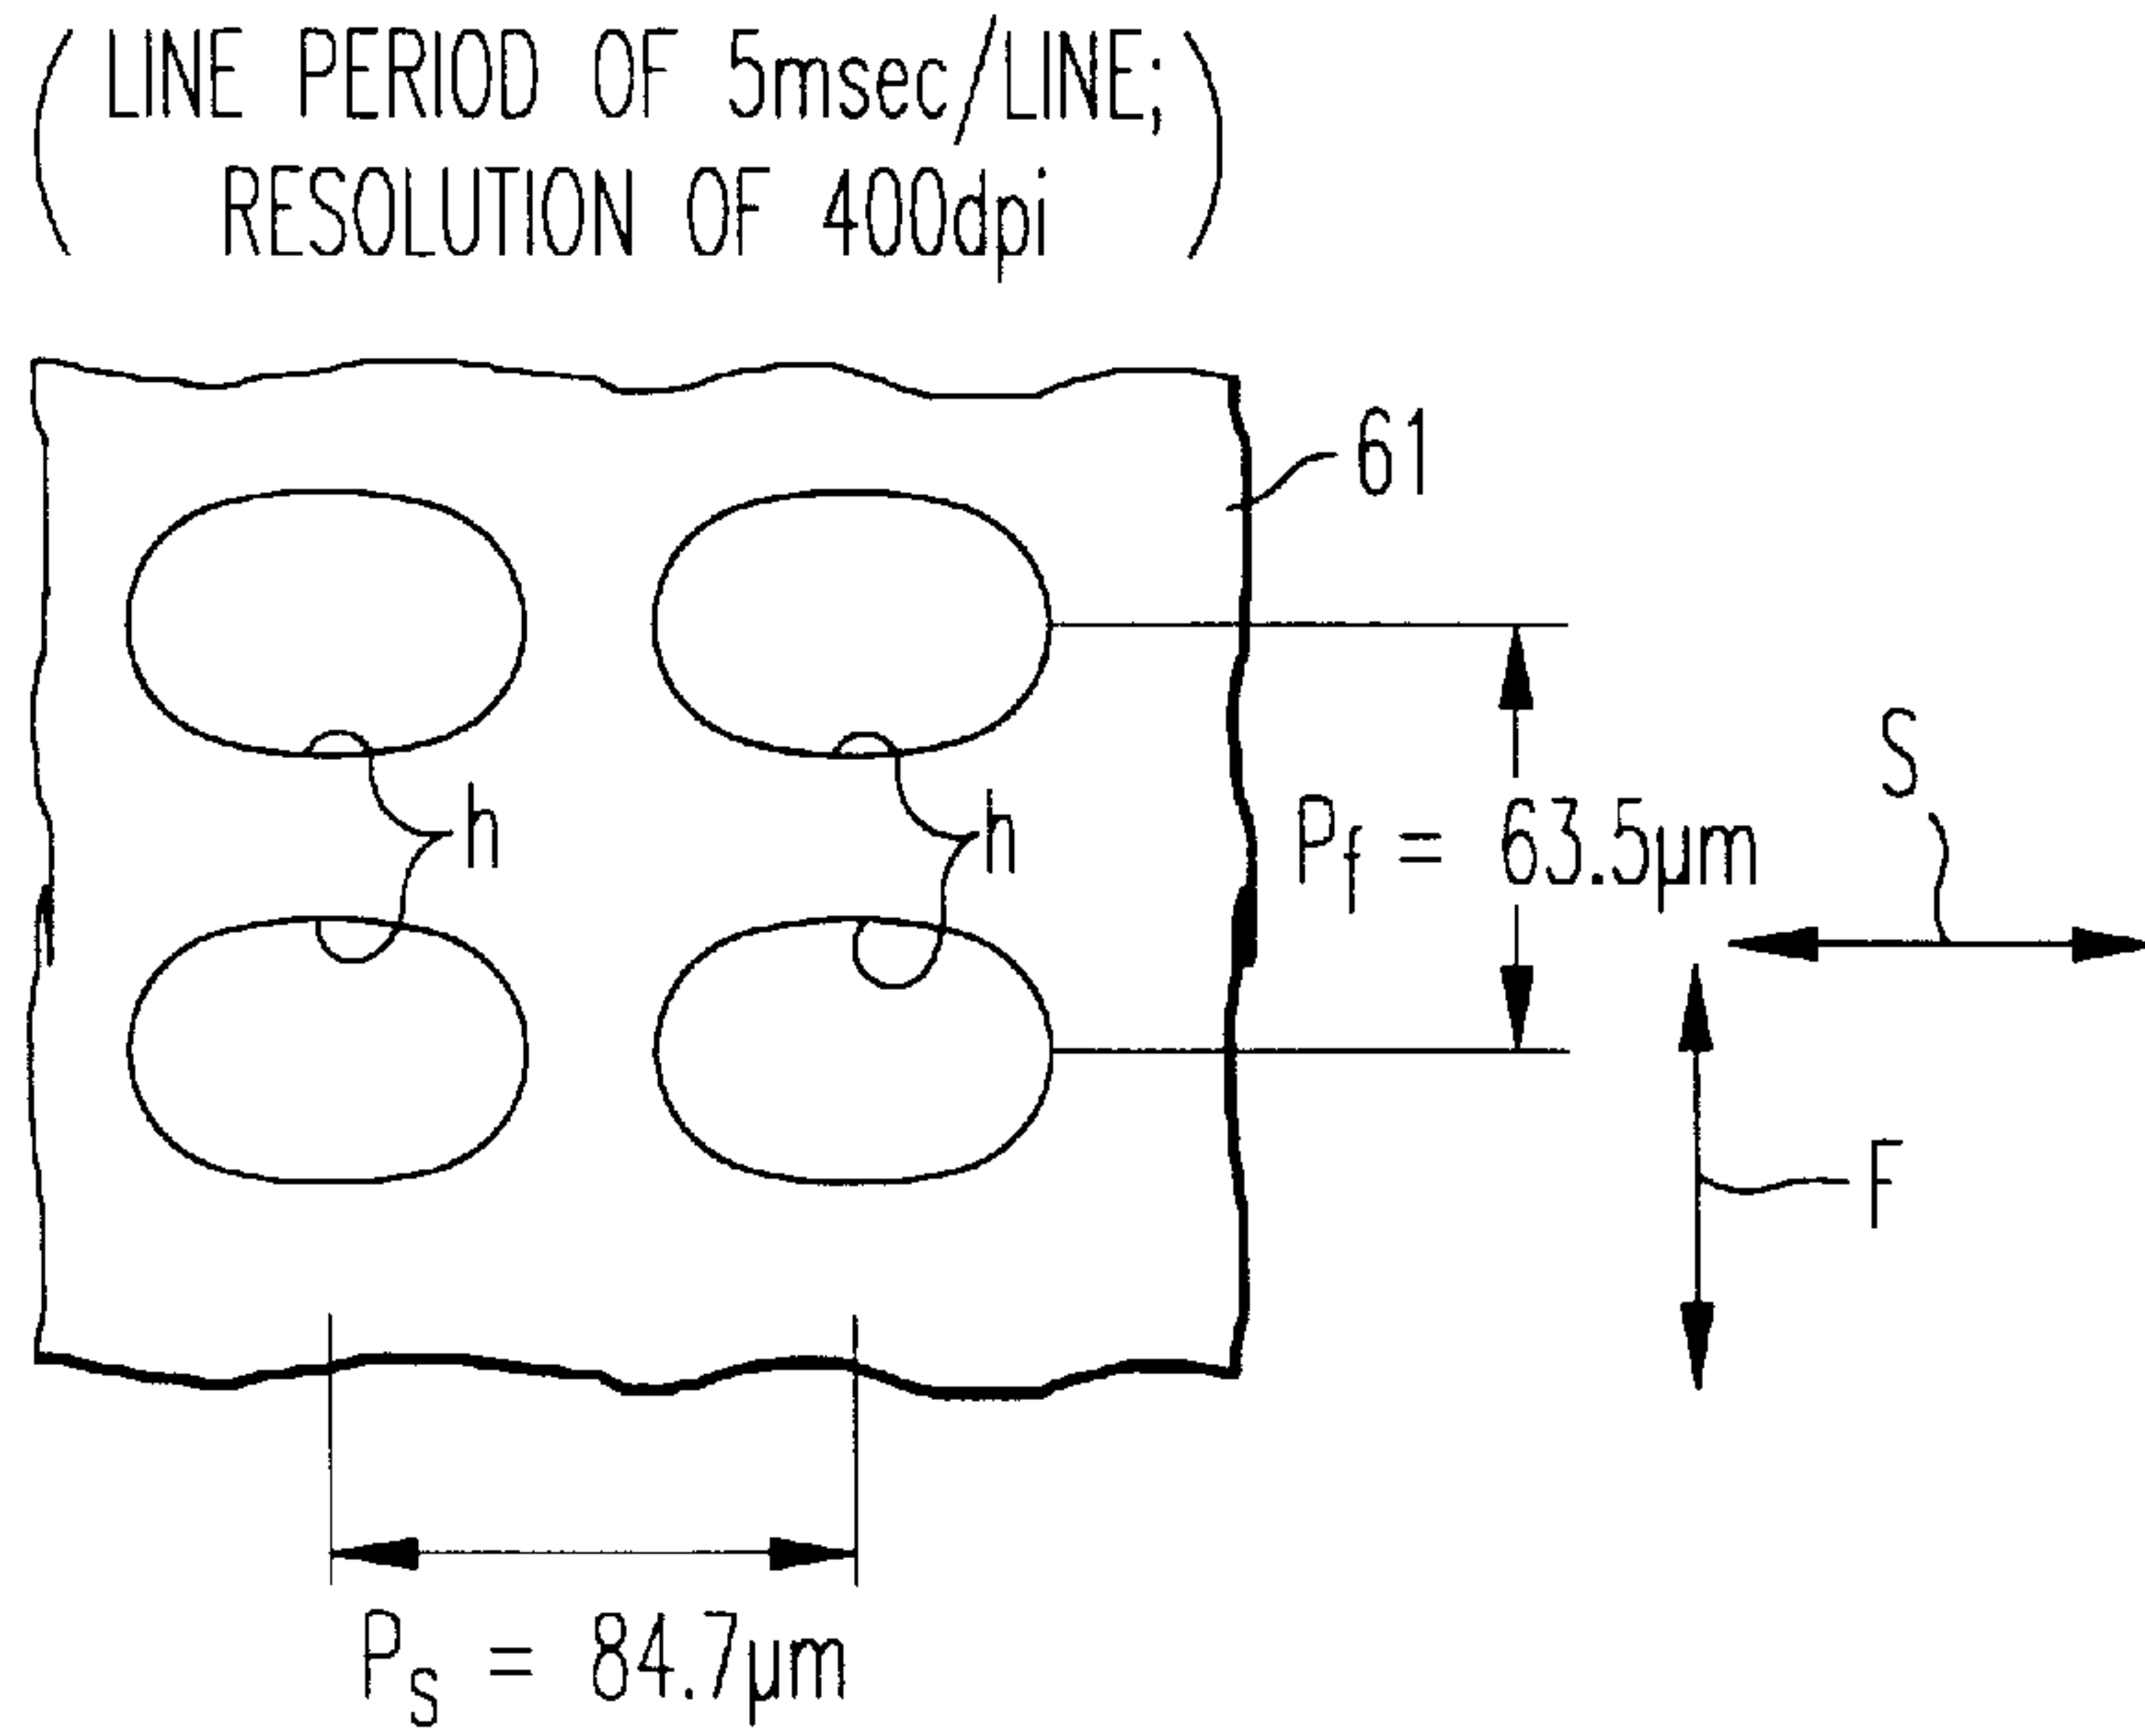 ( LINE PERIOD OF 5msec/LINE;
RESOLUTION OF 400dpi )
61
h
h
Pf = 63.5µm
S
F
Ps = 84.7µm